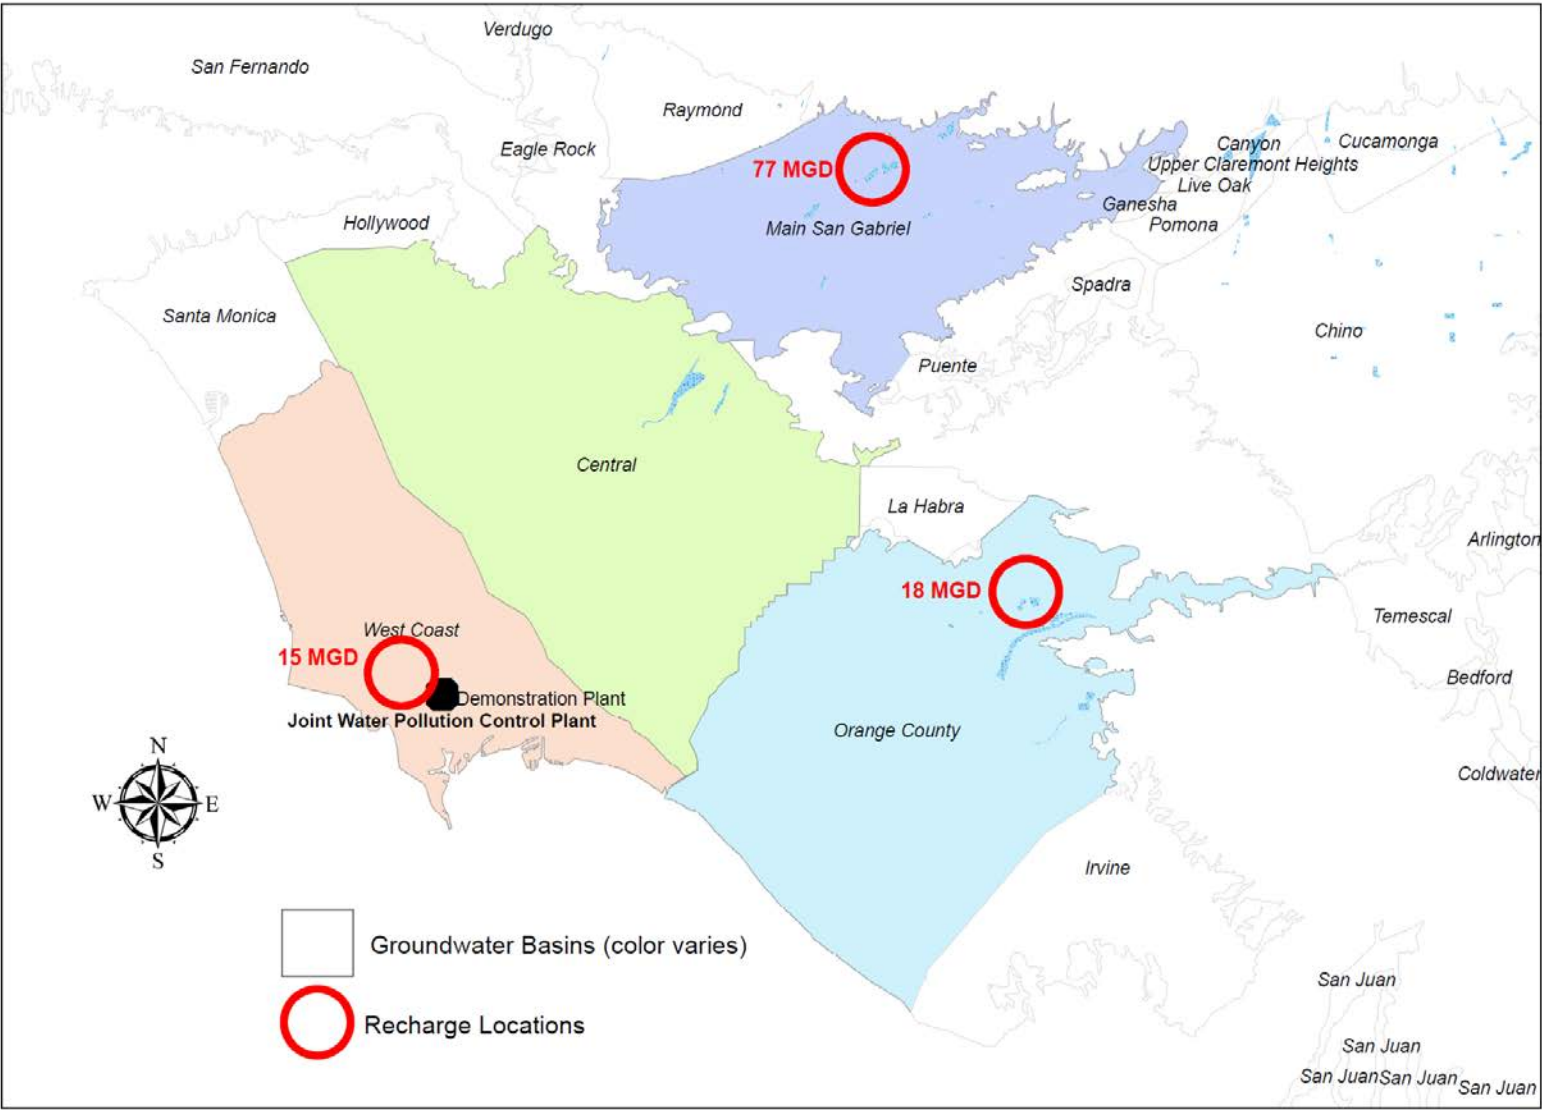 Verdugo
San Fernando
Raymond
Eagle Rock
Canyon
Cucamonga
Upper Claremont Heights
77 MGD
Live Oak
Ganesha
Pomona
Main San Gabriel
Hollywood
Spadra
Santa Monica
Chino
Puente
Central
La Habra
Arlington
18 MGD
Temescal
West Coast
15 MGD
Bedford
Demonstration Plant
Joint Water Pollution Control Plant
Orange County
N
W
E
S
Coldwater
Irvine
Groundwater Basins (color varies)
Recharge Locations
San Juan
San Juan
San Juan
San Juan
San Juan